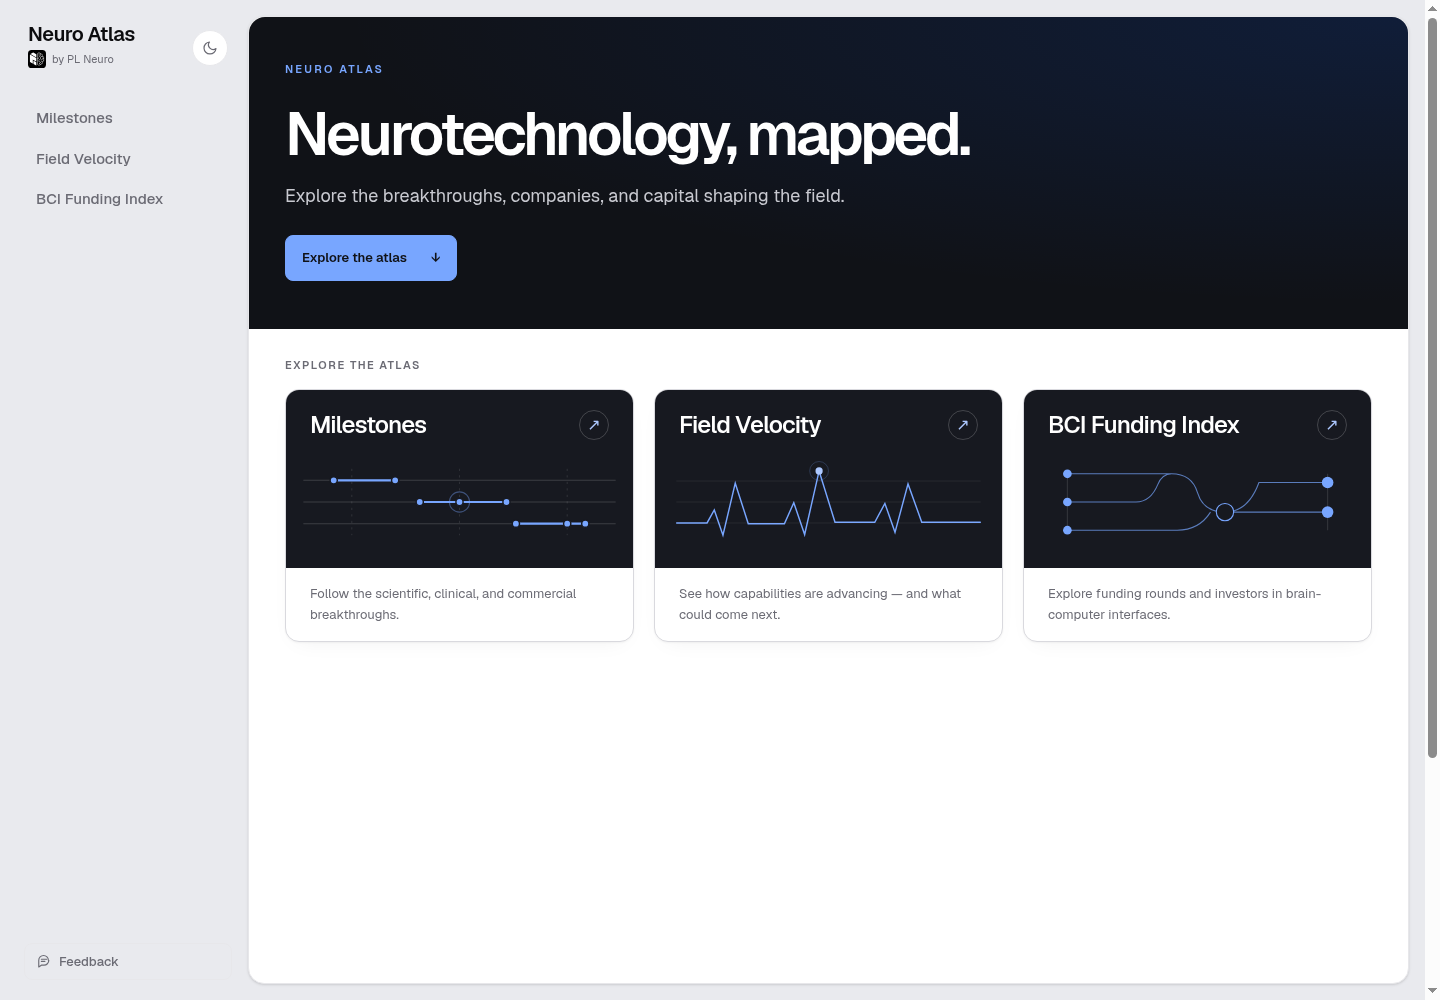 Neuro Atlas
by PL Neuro
Milestones
Field Velocity
BCI Funding Index
Feedback
NEURO ATLAS
Neurotechnology, mapped.
Explore the breakthroughs, companies, and capital shaping the field.
Explore the atlas ↓
EXPLORE THE ATLAS
Milestones ↗
Follow the scientific, clinical, and commercial
breakthroughs.
Field Velocity ↗
See how capabilities are advancing — and what
could come next.
BCI Funding Index ↗
Explore funding rounds and investors in brain-
computer interfaces.